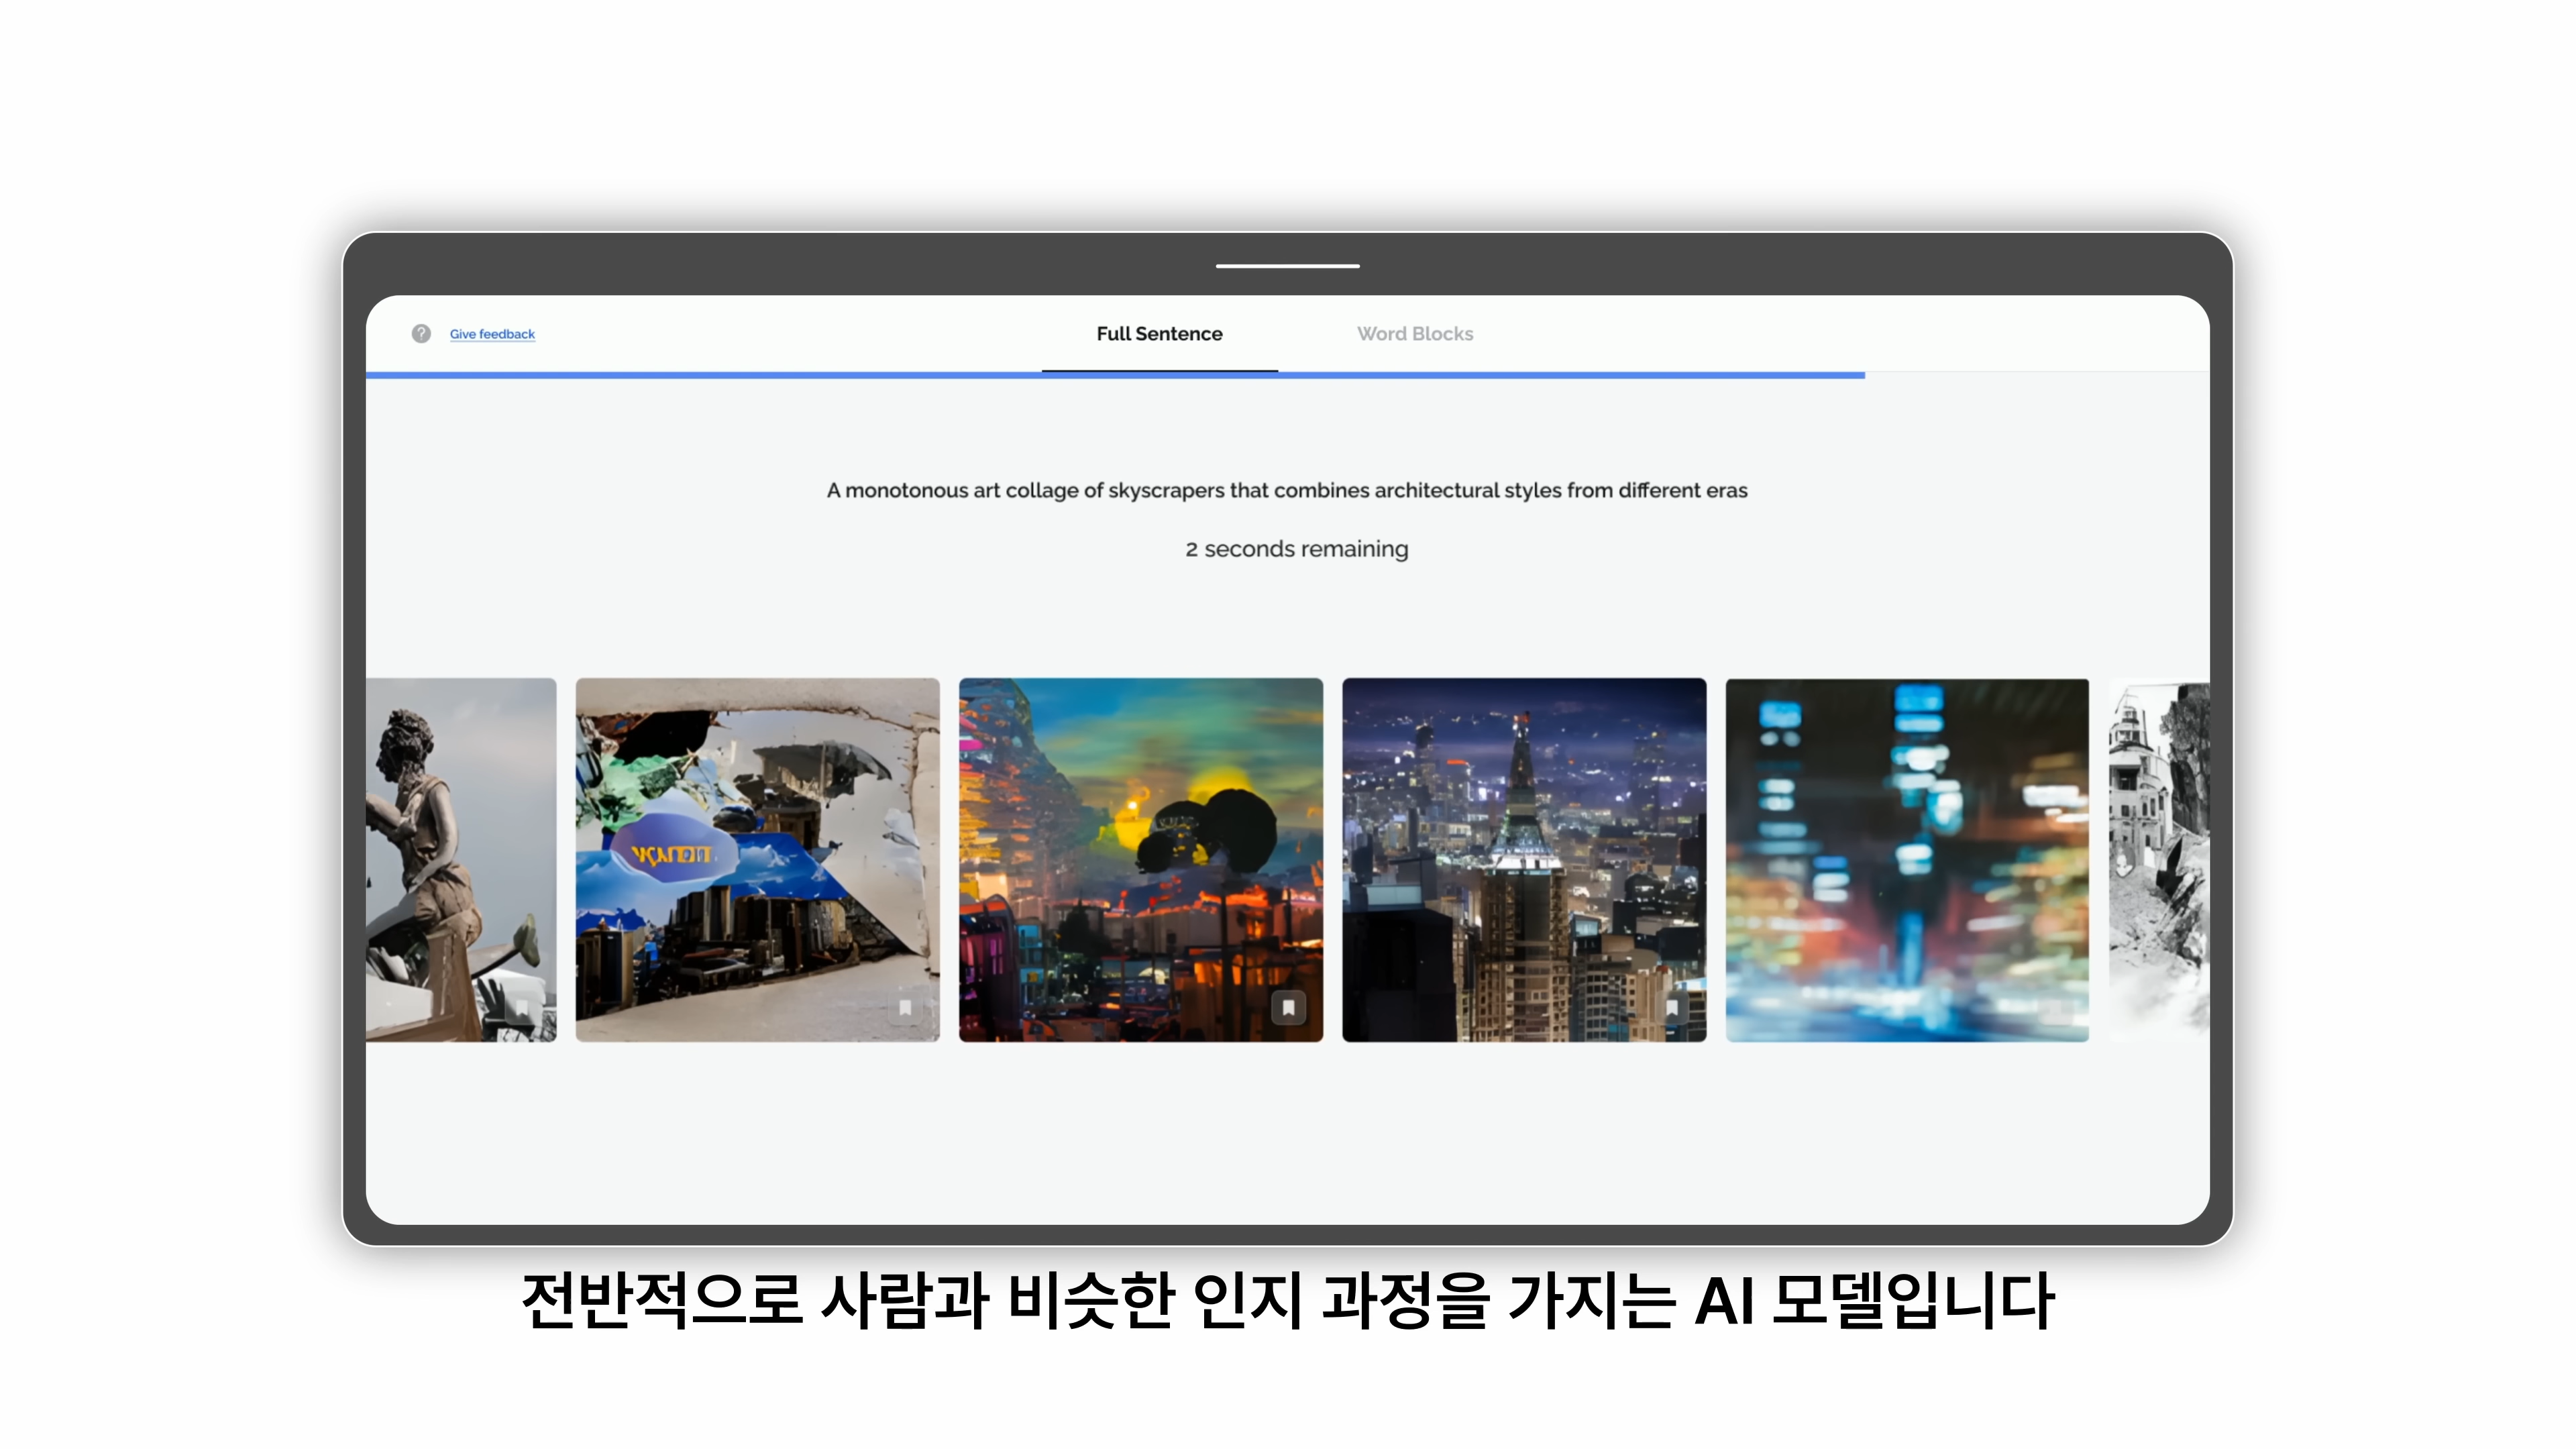 Give feedback
Full Sentence
Word Blocks
A monotonous art collage of skyscrapers that combines architectural styles from different eras
2 seconds remaining
전반적으로 사람과 비슷한 인지 과정을 가지는 AI 모델입니다